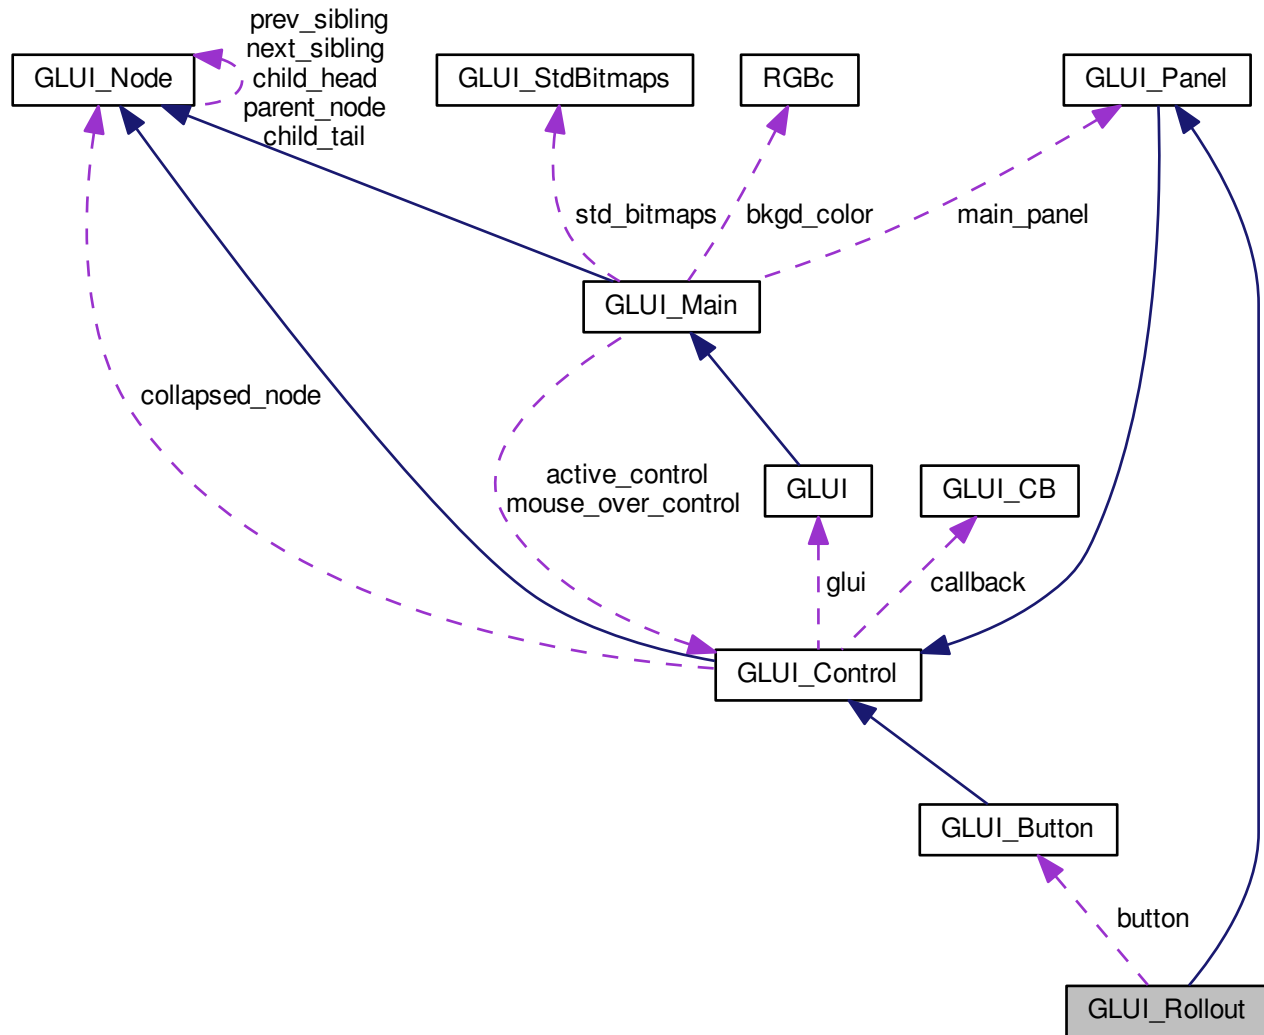 prev_sibling
next_sibling
child_head
parent_node
child_tail
GLUI_Node
GLUI_StdBitmaps
RGBc
GLUI_Panel
std_bitmaps
bkgd_color
main_panel
GLUI_Main
collapsed_node
active_control
mouse_over_control
GLUI
GLUI_CB
glui
callback
GLUI_Control
GLUI_Button
button
GLUI_Rollout